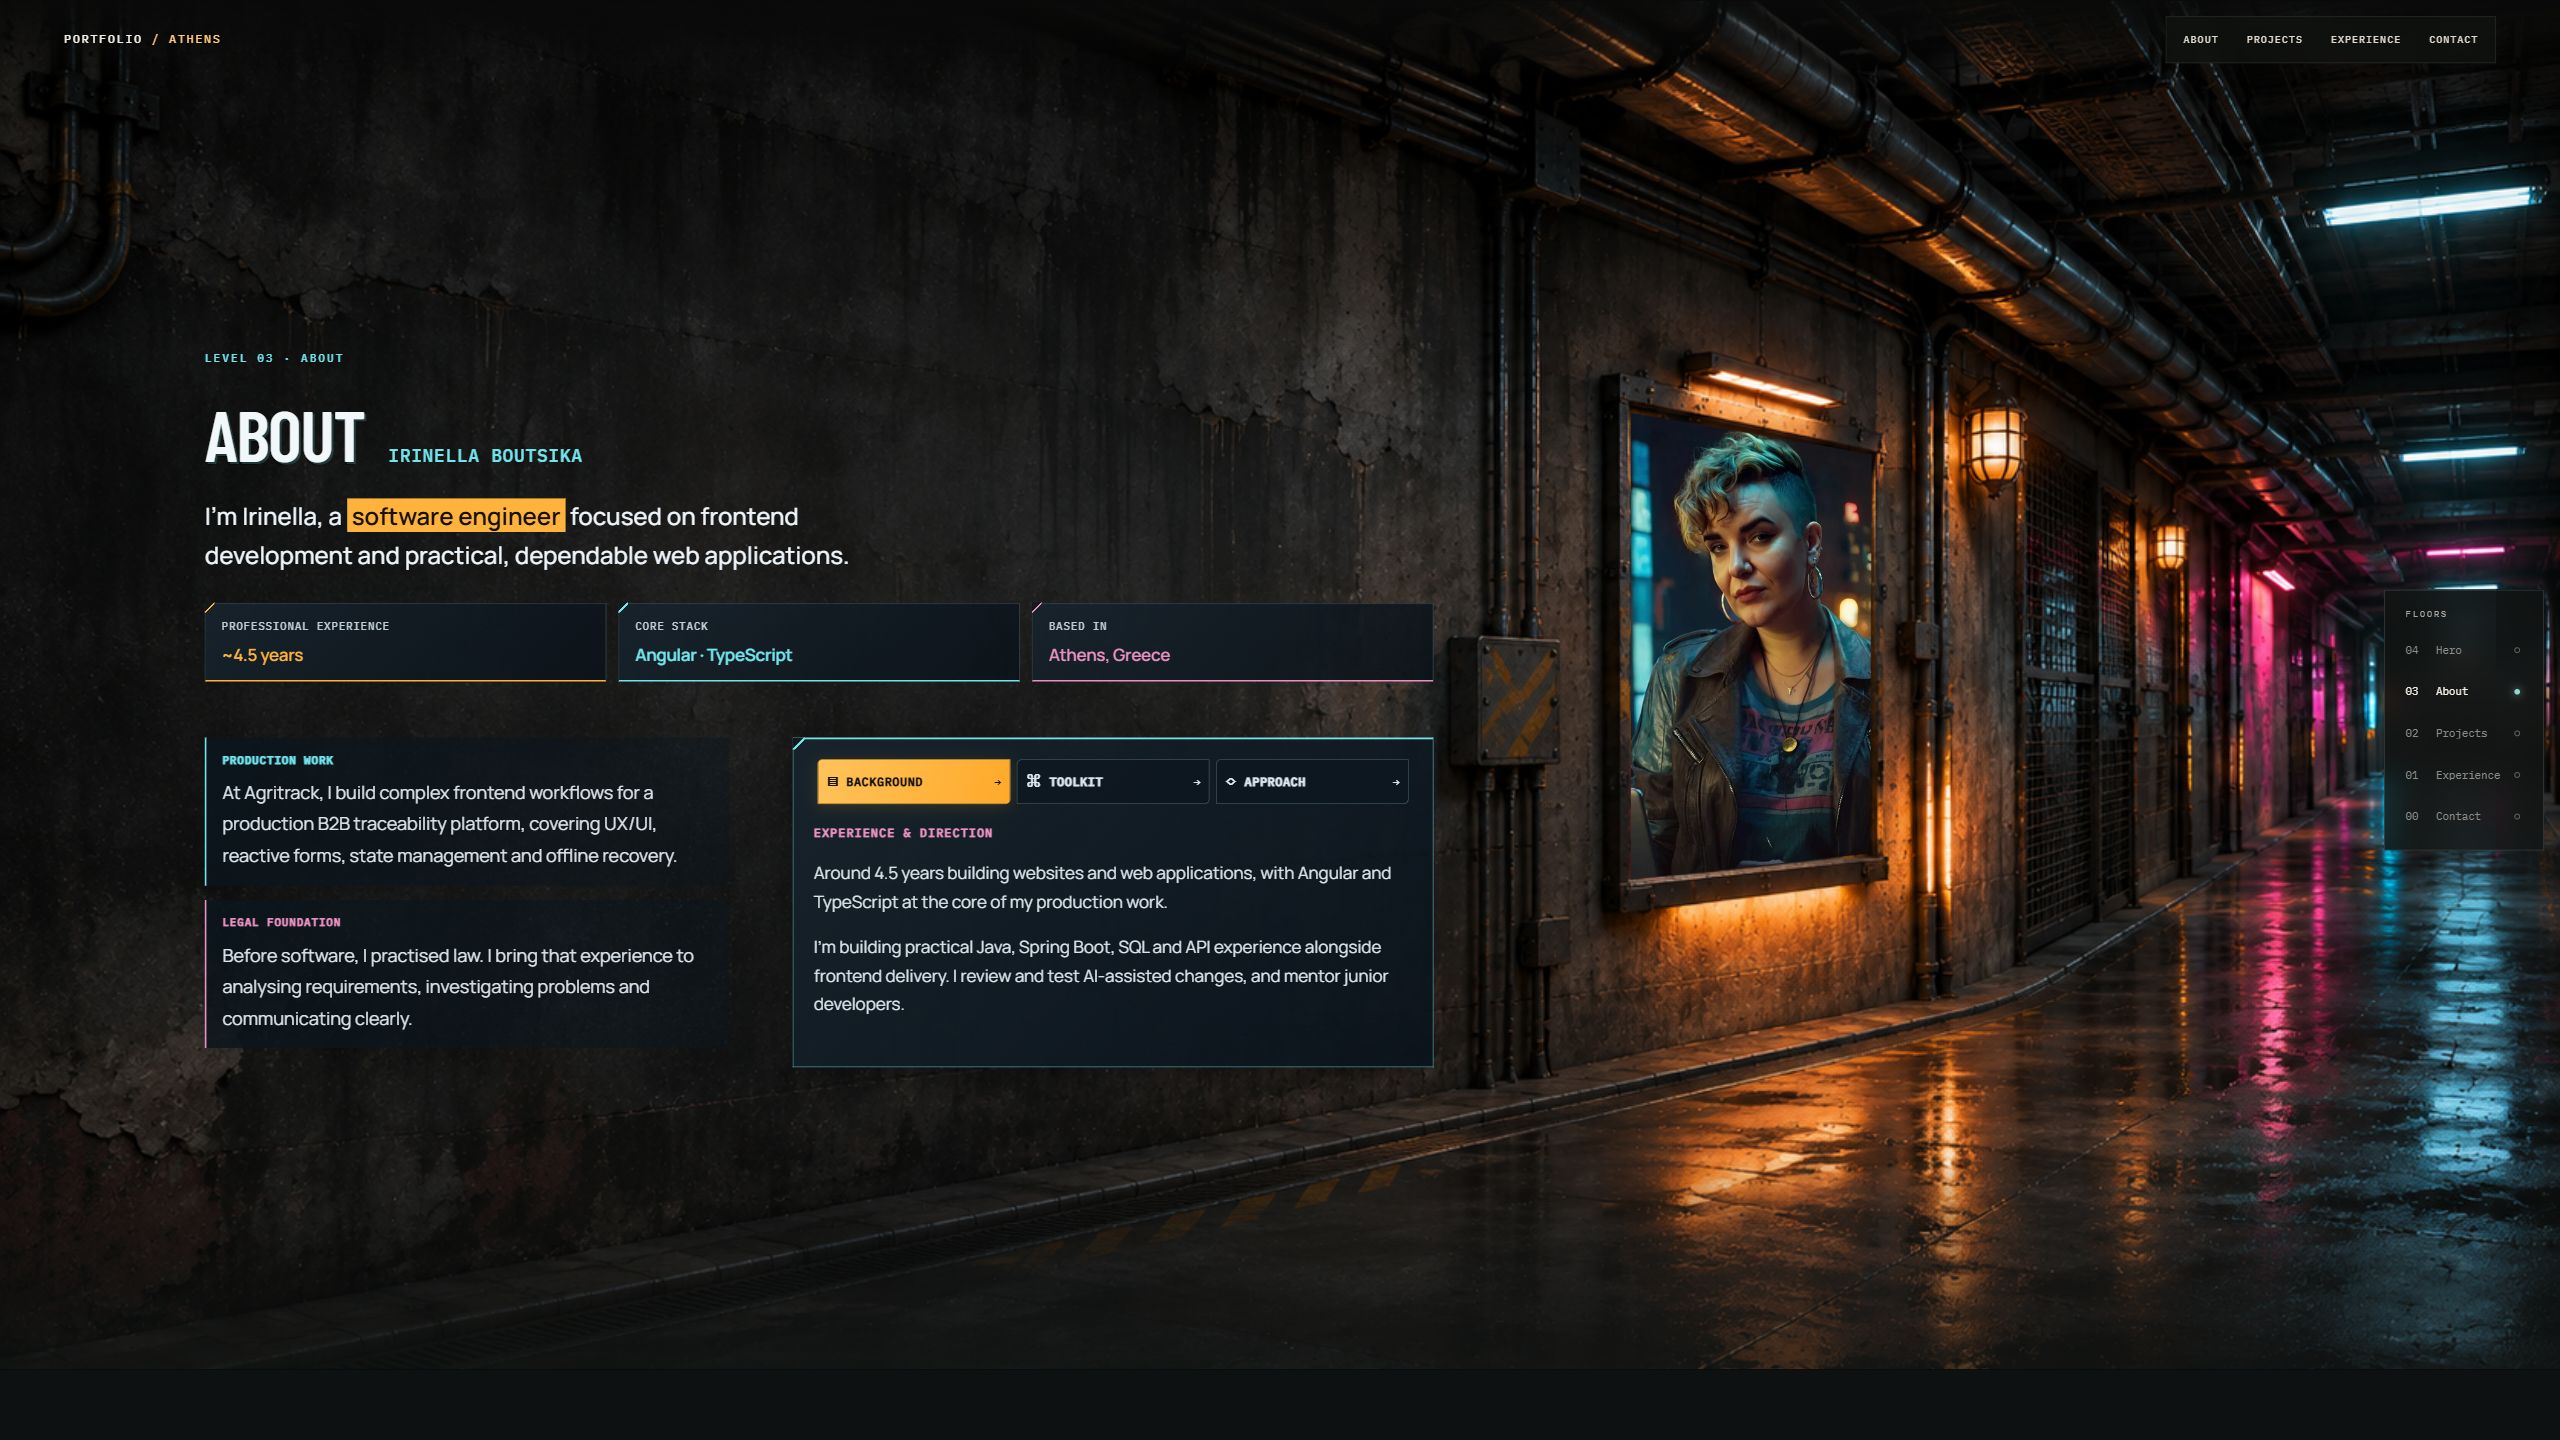 PORTFOLIO / ATHENS
ABOUT PROJECTS EXPERIENCE CONTACT
LEVEL 03 · ABOUT
ABOUT IRINELLA BOUTSIKA
I'm Irinella, a software engineer focused on frontend
development and practical, dependable web applications.
PROFESSIONAL EXPERIENCE
~4.5 years
CORE STACK
Angular · TypeScript
BASED IN
Athens, Greece
PRODUCTION WORK
At Agritrack, I build complex frontend workflows for a
production B2B traceability platform, covering UX/UI,
reactive forms, state management and offline recovery.
LEGAL FOUNDATION
Before software, I practised law. I bring that experience to
analysing requirements, investigating problems and
communicating clearly.
BACKGROUND → ⌘ TOOLKIT → APPROACH →
EXPERIENCE & DIRECTION
Around 4.5 years building websites and web applications, with Angular and
TypeScript at the core of my production work.
I'm building practical Java, Spring Boot, SQL and API experience alongside
frontend delivery. I review and test AI-assisted changes, and mentor junior
developers.
FLOORS
04 Hero
03 About
02 Projects
01 Experience
00 Contact